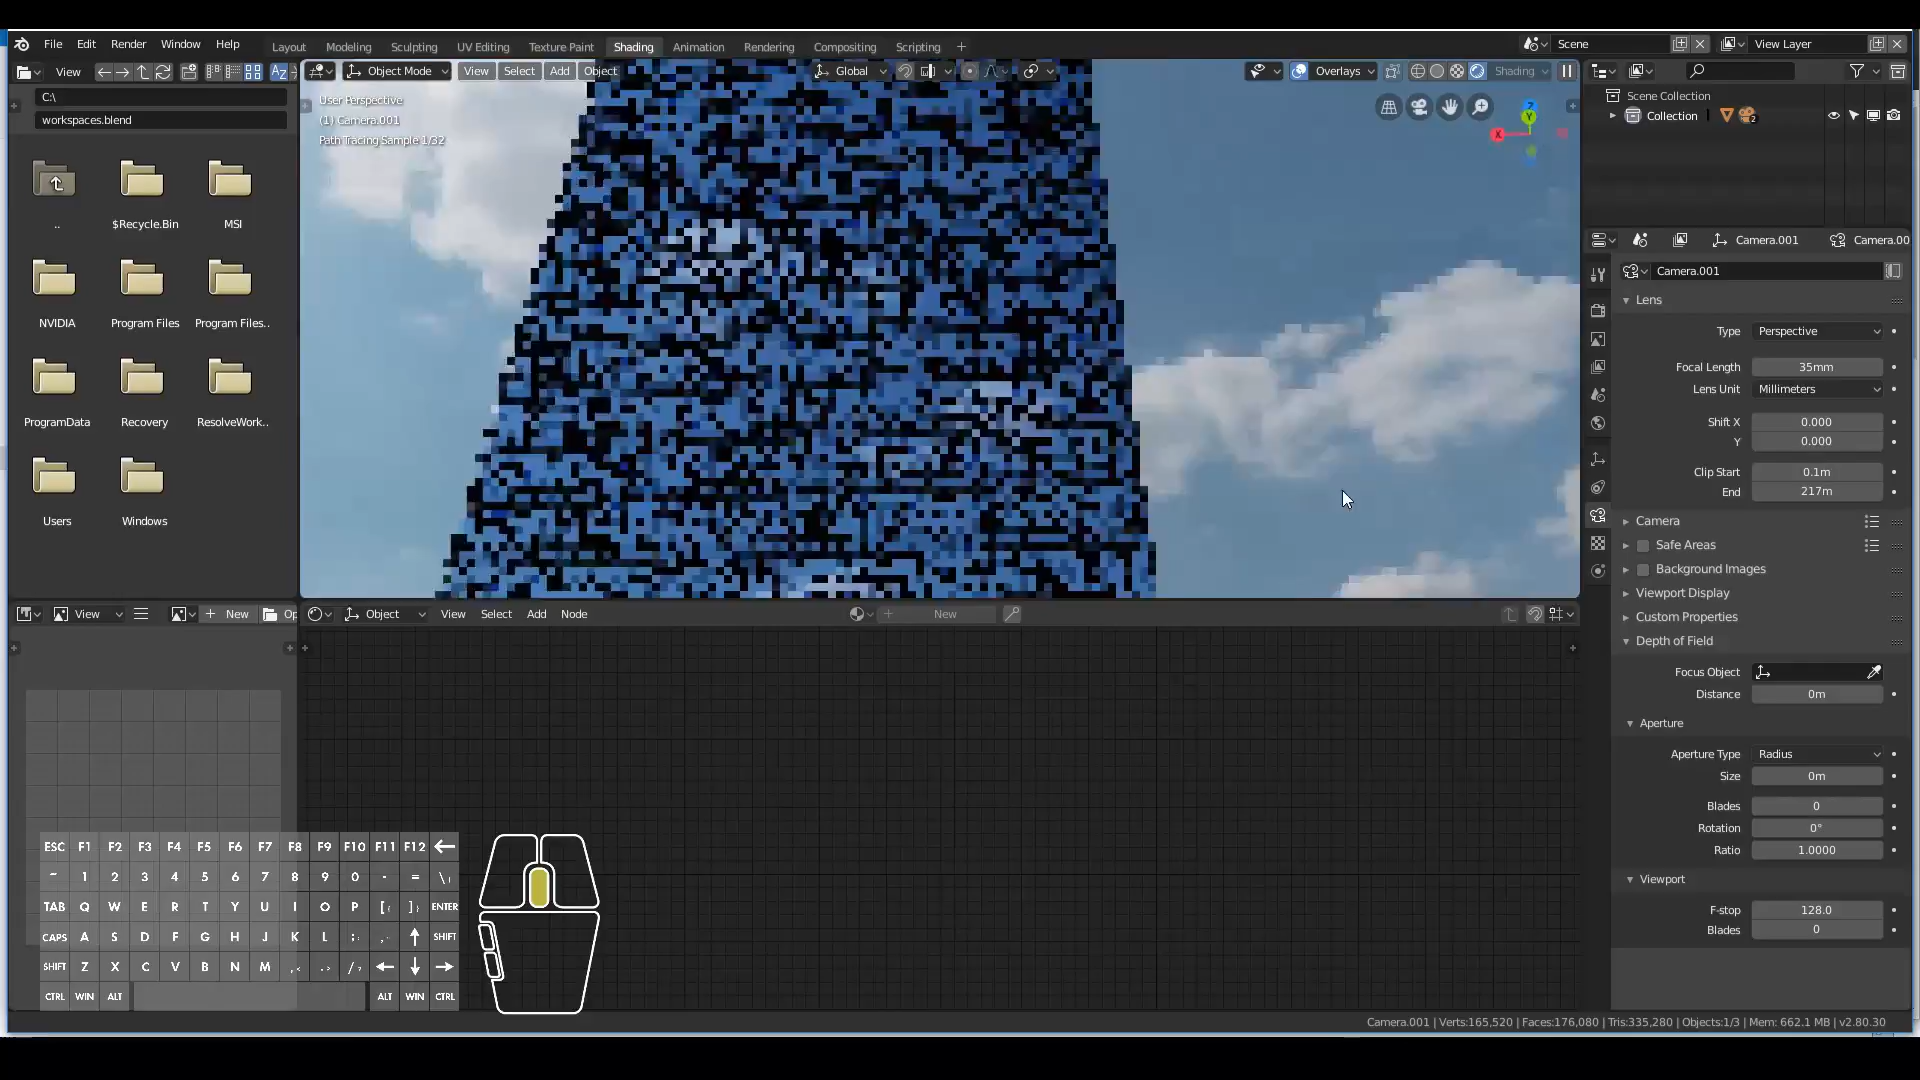 File Edit Render Window Help
Layout Modeling Sculpting UV Editing Texture Paint Shading Animation Rendering Compositing Scripting +
Scene
View Layer
View
C:\
workspaces.blend
..
$Recycle.Bin
MSI
NVIDIA
Program Files
Program Files..
ProgramData
Recovery
ResolveWork..
Users
Windows
Object Mode View Select Add Object
Global
Overlays
Shading
User Perspective
(1) Camera.001
Path Tracing Sample 1/32
Z
Y
X
Scene Collection
Collection 2
Camera.001 Camera.00
Camera.001
Lens
Type Perspective
Focal Length 35mm
Lens Unit Millimeters
Shift X 0.000
Y 0.000
Clip Start 0.1m
End 217m
Camera
Safe Areas
Background Images
Viewport Display
Custom Properties
Depth of Field
Focus Object
Distance 0m
Aperture
Aperture Type Radius
Size 0m
Blades 0
Rotation 0°
Ratio 1.0000
Viewport
F-stop 128.0
Blades 0
View
+ New Op
Object View Select Add Node
+ New
ESC F1 F2 F3 F4 F5 F6 F7 F8 F9 F10 F11 F12
~ 1 2 3 4 5 6 7 8 9 0 - = \|
TAB Q W E R T Y U I O P [{ ]} ENTER
CAPS A S D F G H J K L ;: SHIFT
SHIFT Z X C V B N M ,< .> /?
CTRL WIN ALT ALT WIN CTRL
Camera.001 | Verts:165,520 | Faces:176,080 | Tris:335,280 | Objects:1/3 | Mem: 662.1 MB | v2.80.30